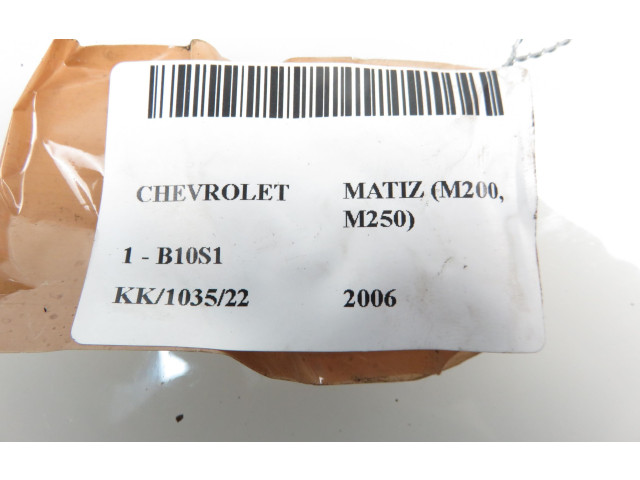 CHEVROLET MATIZ (M200,
M250)
1 - B10S1
KK/1035/22 2006